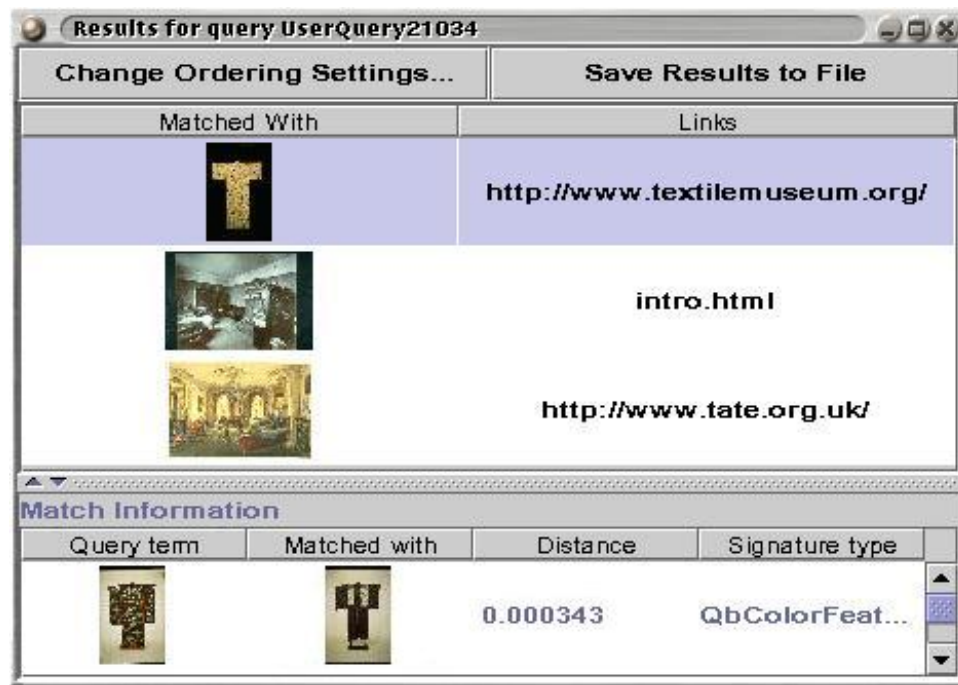 Results for query UserQuery21034
Change Ordering Settings... Save Results to File
Matched With Links
http://www.textilemuseum.org/
intro.html
http://www.tate.org.uk/
Match Information
Query term Matched with Distance Signature type
0.000343 QbColorFeat...